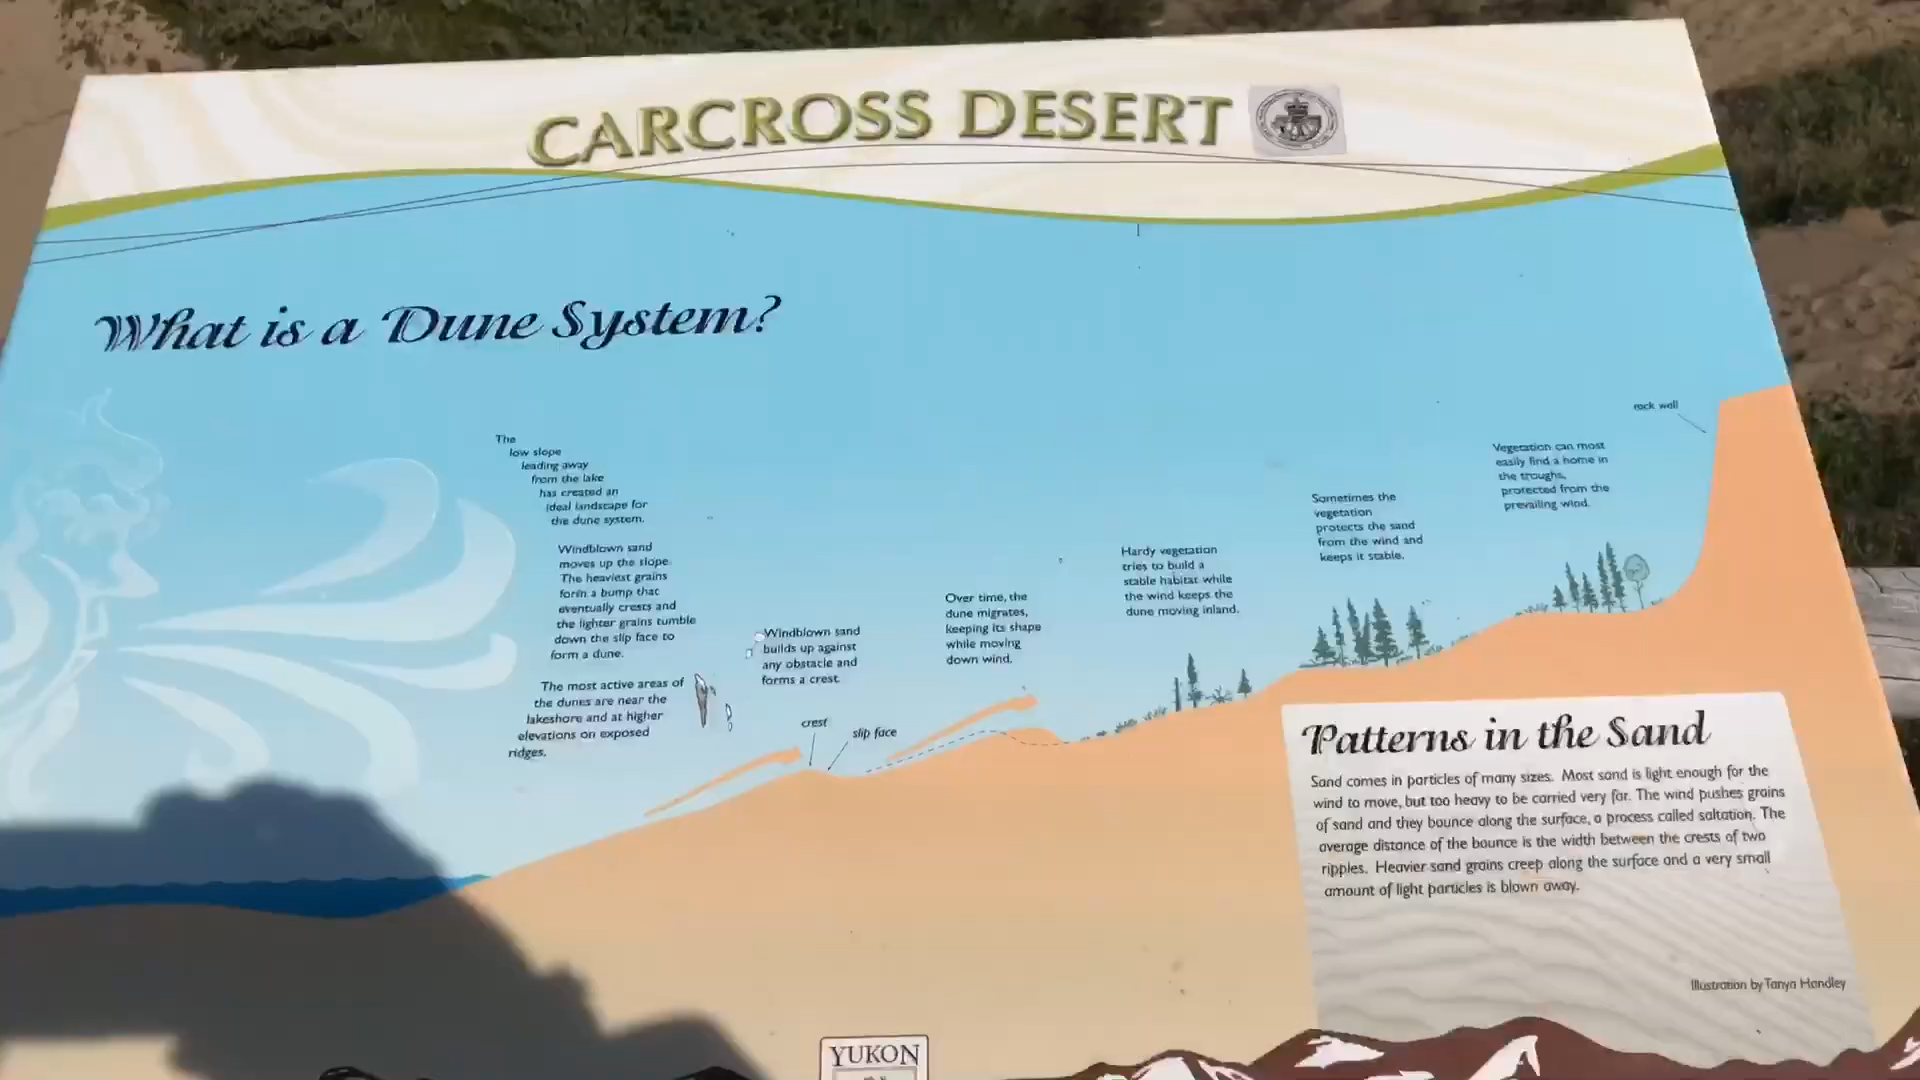 CARCROSS DESERT
What is a Dune System?
The
low slope
leading away
from the lake
has created an
ideal landscape for
the dune system.
Windblown sand
moves up the slope.
The heaviest grains
form a bump that
eventually crests and
the lighter grains tumble
down the slip face to
form a dune.
The most active areas of
the dunes are near the
lakeshore and at higher
elevations on exposed
ridges.
Windblown sand
builds up against
any obstacle and
forms a crest.
crest
slip face
Over time, the
dune migrates,
keeping its shape
while moving
down wind.
Hardy vegetation
tries to build a
stable habitat while
the wind keeps the
dune moving inland.
Sometimes the
vegetation
protects the sand
from the wind and
keeps it stable.
Vegetation can most
easily find a home in
the troughs,
protected from the
prevailing wind.
rock wall
Patterns in the Sand
Sand comes in particles of many sizes. Most sand is light enough for the
wind to move, but too heavy to be carried very far. The wind pushes grains
of sand and they bounce along the surface, a process called saltation. The
average distance of the bounce is the width between the crests of two
ripples. Heavier sand grains creep along the surface and a very small
amount of light particles is blown away.
Illustration by Tanya Handley
YUKON